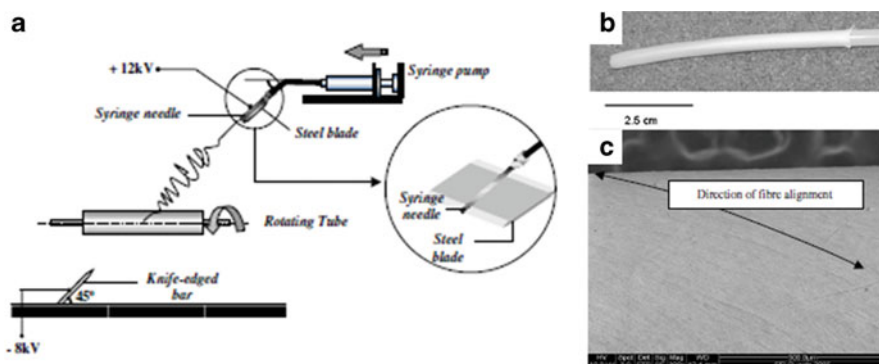 a
+ 12kV
Syringe pump
Syringe needle
Steel blade
Syringe
needle
Steel
blade
Rotating Tube
Knife-edged
bar
45°
- 8kV
b
2.5 cm
c
Direction of fibre alignment